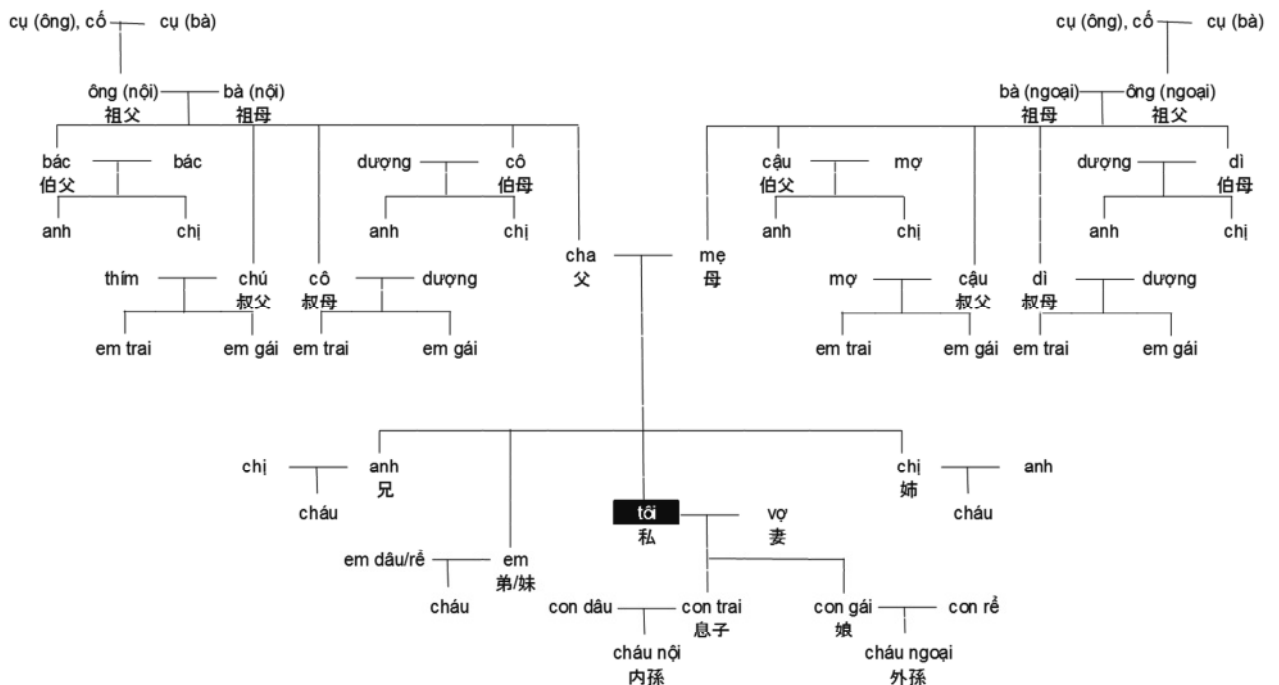 cụ (ông), cố cụ (bà) cụ (ông), cố cụ (bà)
ông (nội) bà (nội) bà (ngoại) ông (ngoại)
祖父 祖母 祖母 祖父
bác bác dượng cô cậu mợ dượng dì
伯父 伯母 伯父 伯母
anh chị anh chị anh chị anh chị
cha mẹ
父 母
thím chú cô dượng mợ cậu dì dượng
叔父 叔母 叔父 叔母
em trai em gái em trai em gái em trai em gái em trai em gái
chị anh chị anh
兄 姉
cháu tôi vợ cháu
私 妻
em dâu/rể em
弟/妹
cháu con dâu con trai con gái con rể
息子 娘
cháu nội cháu ngoại
内孫 外孫